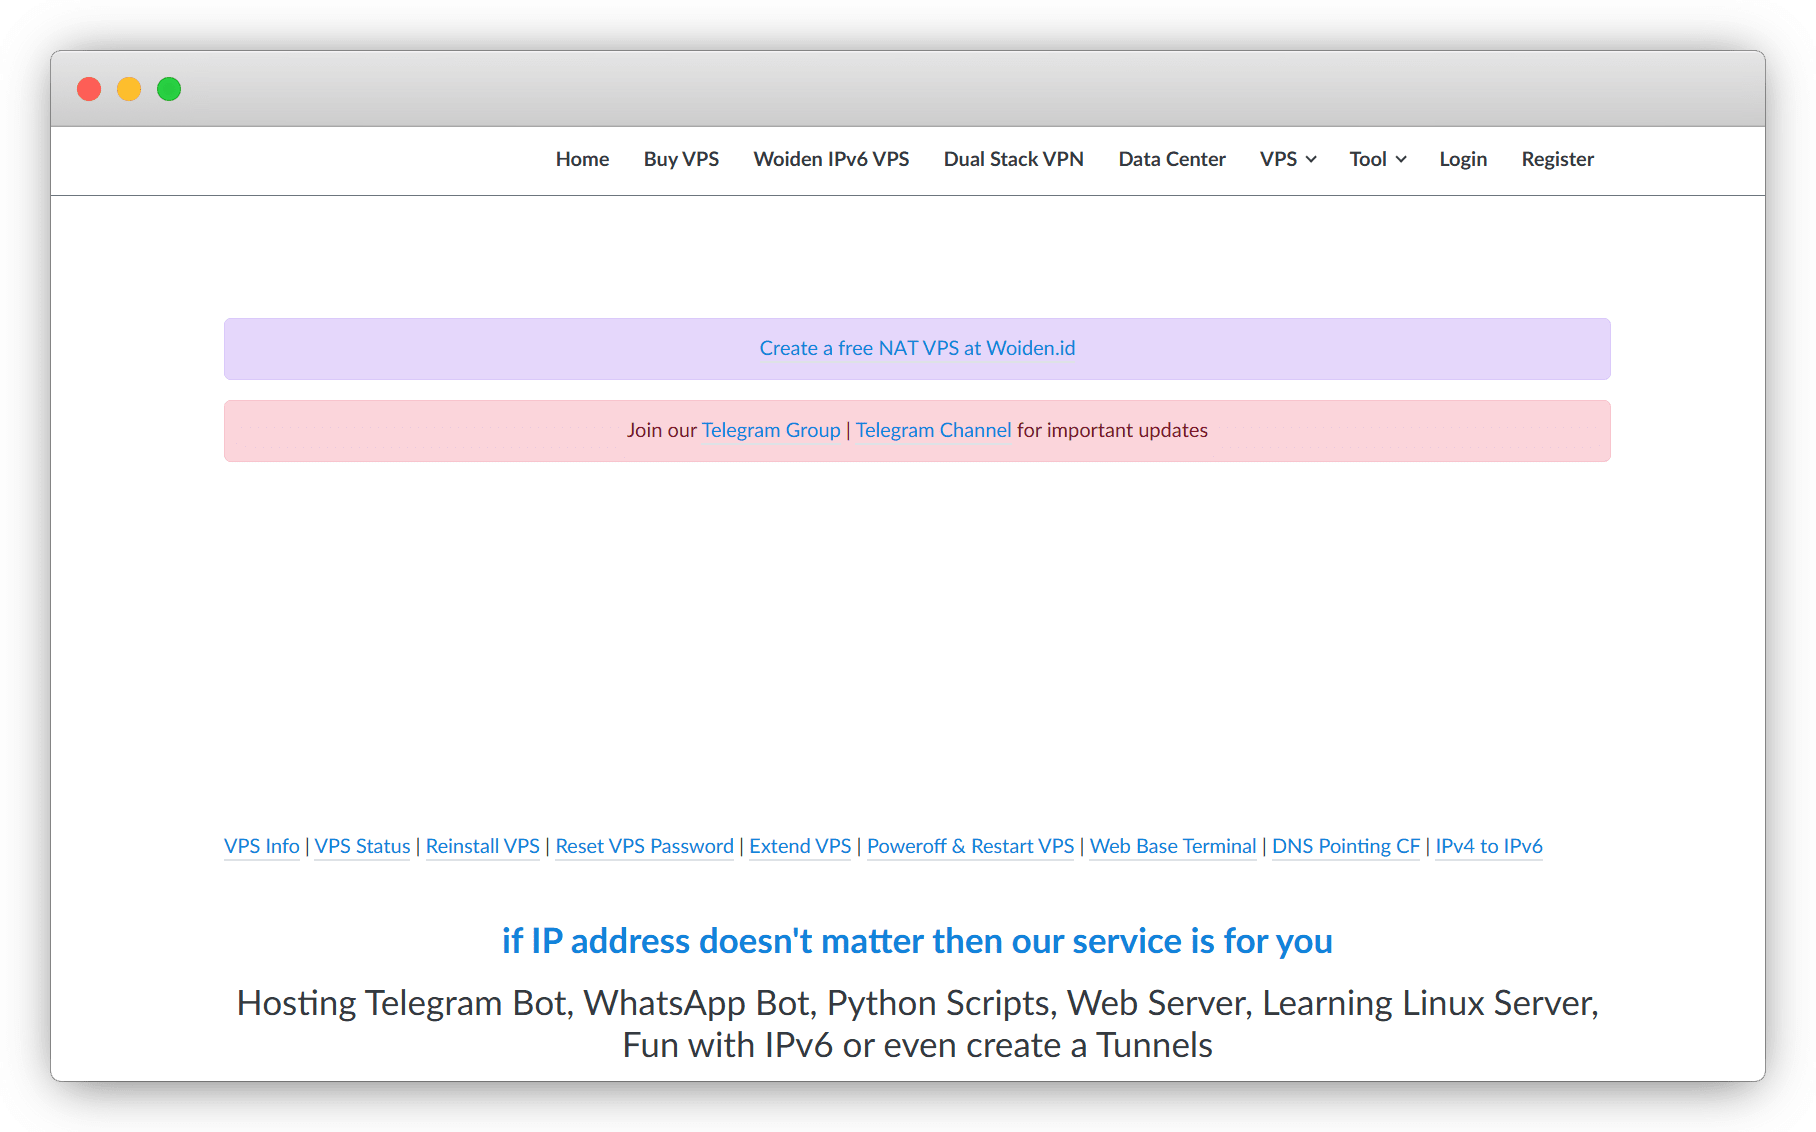 Home Buy VPS Woiden IPv6 VPS Dual Stack VPN Data Center VPS Tool Login Register
Create a free NAT VPS at Woiden.id
Join our Telegram Group | Telegram Channel for important updates
VPS Info | VPS Status | Reinstall VPS | Reset VPS Password | Extend VPS | Poweroff & Restart VPS | Web Base Terminal | DNS Pointing CF | IPv4 to IPv6
if IP address doesn't matter then our service is for you
Hosting Telegram Bot, WhatsApp Bot, Python Scripts, Web Server, Learning Linux Server,
Fun with IPv6 or even create a Tunnels